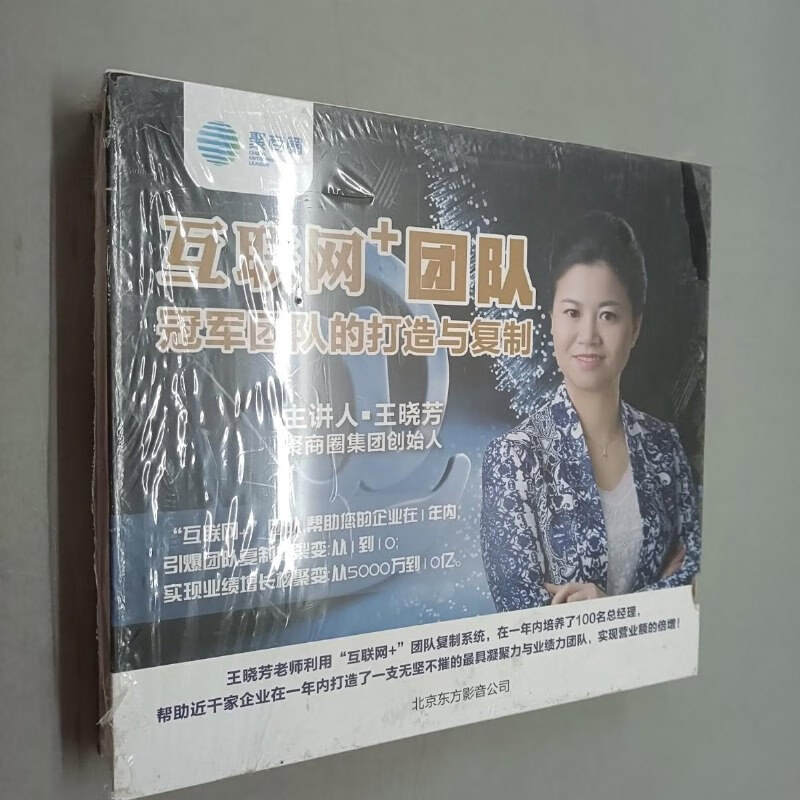 聚商圈
互联网+团队
冠军团队的打造与复制
主讲人▪王晓芳
聚商圈集团创始人
“互联网+”团队帮助您的企业在1年内,
引爆团队复制裂变:从1到10;
实现业绩增长核聚变:从5000万到10亿。
王晓芳老师利用“互联网+”团队复制系统，在一年内培养了100名总经理，
帮助近千家企业在一年内打造了一支无坚不摧的最具凝聚力与业绩力团队，实现营业额的倍增！
北京东方影音公司